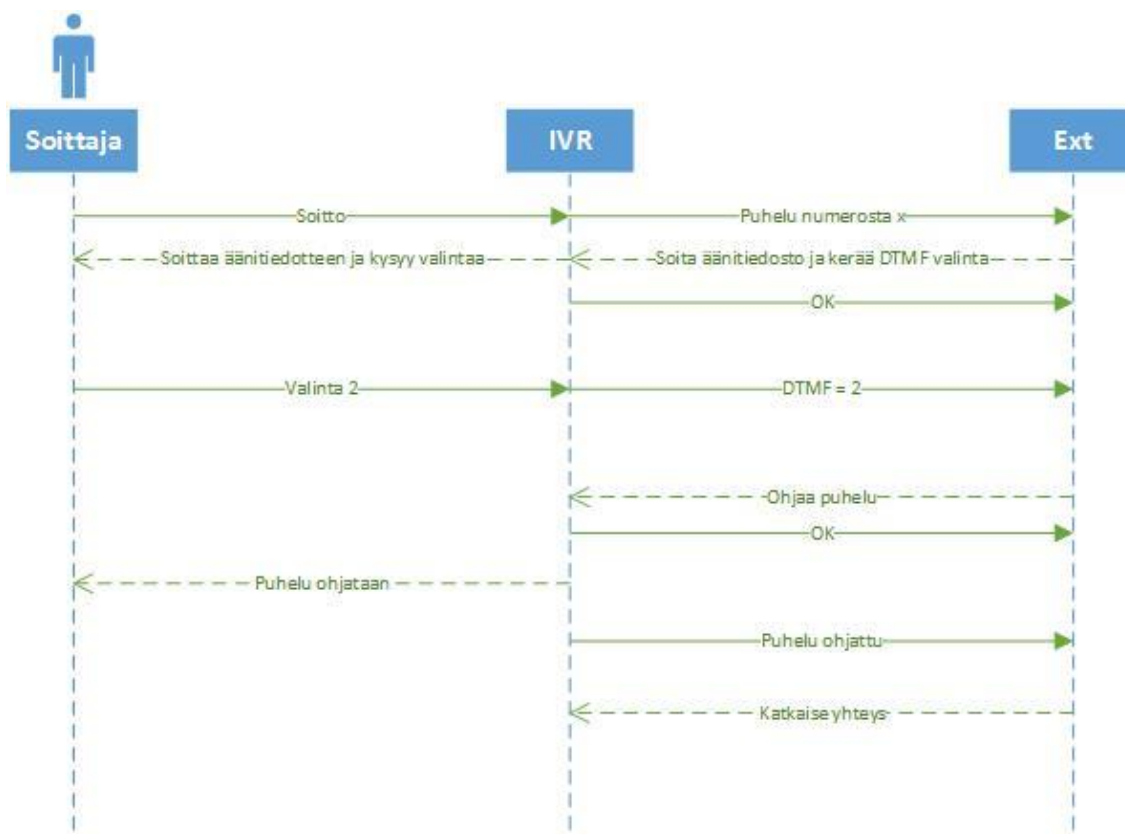 Soittaja
IVR
Ext
Soitto
Puhelu numerosta x
Soittaa äänitiedotteen ja kysyy valintaa
Soita äänitiedosto ja kerää DTMF valinta
OK
Valinta 2
DTMF = 2
Ohjaa puhelu
OK
Puhelu ohjataan
Puhelu ohjattu
Katkaise yhteys